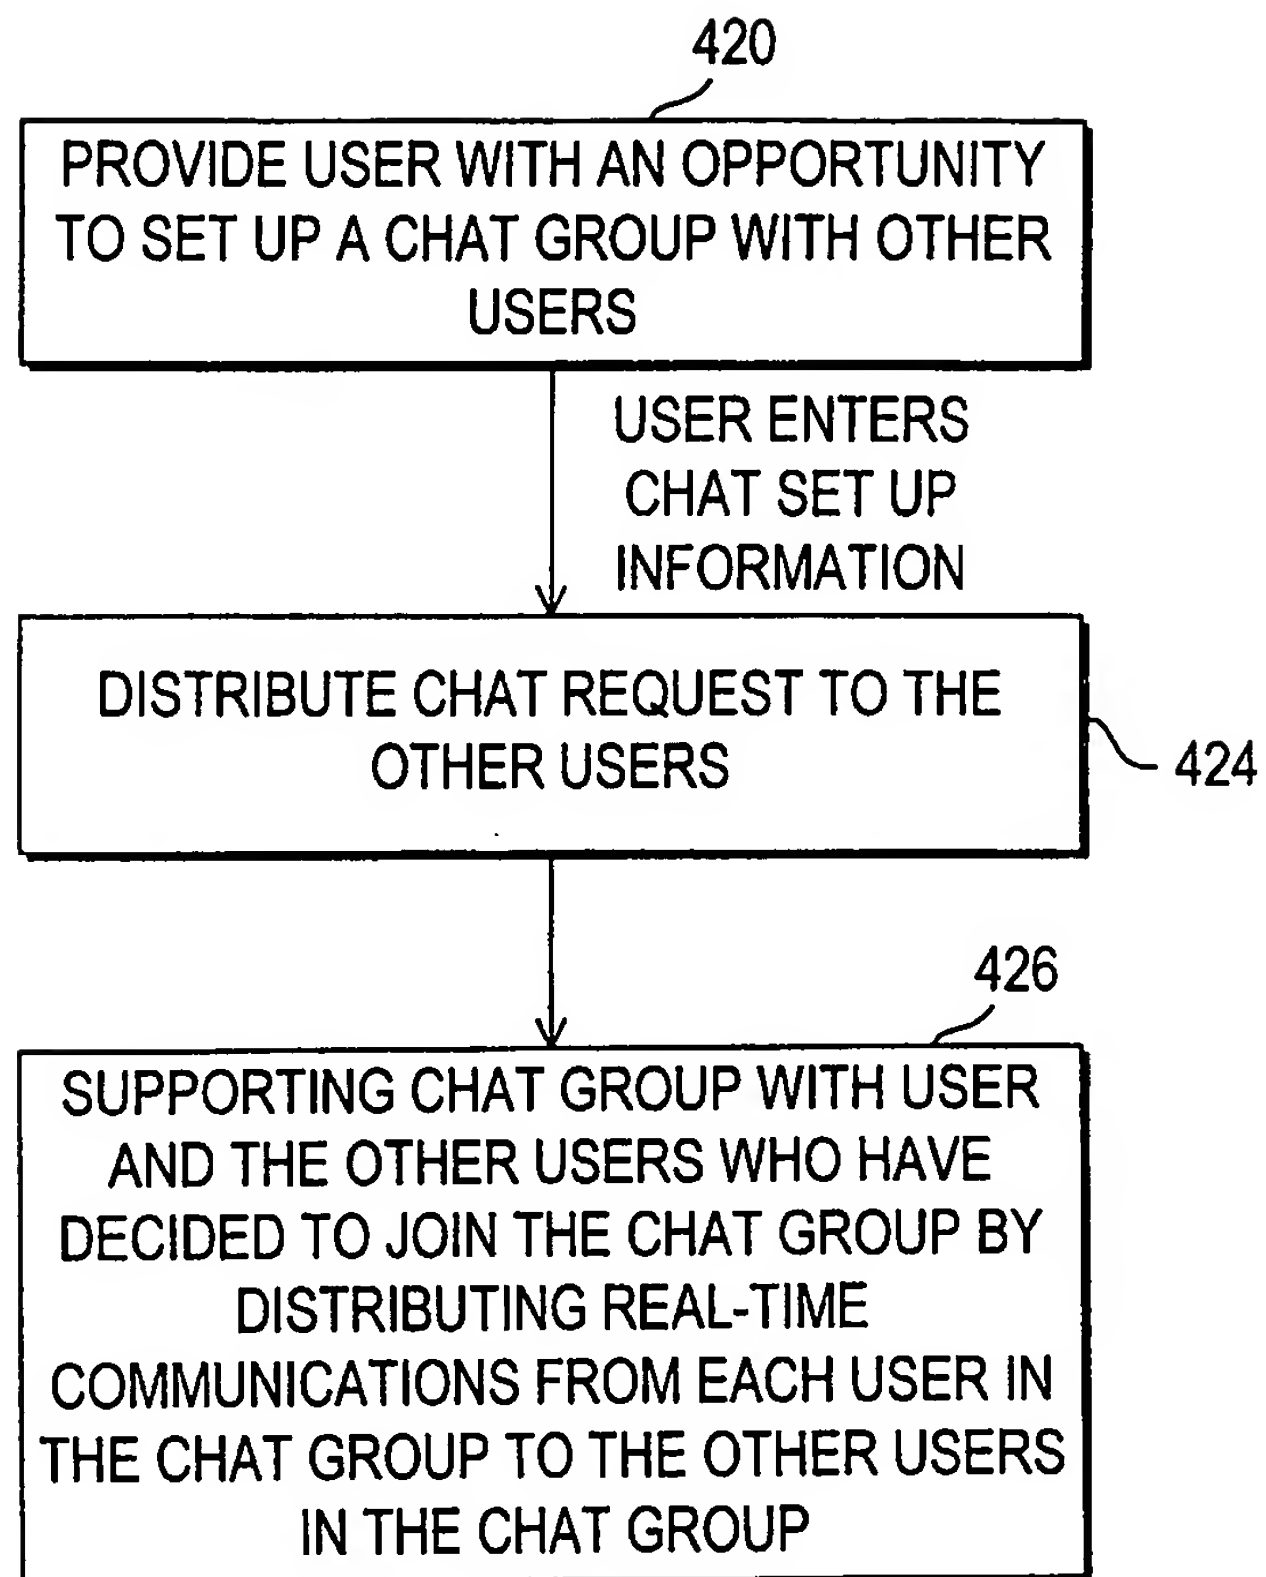 420
PROVIDE USER WITH AN OPPORTUNITY
TO SET UP A CHAT GROUP WITH OTHER
USERS
USER ENTERS
CHAT SET UP
INFORMATION
DISTRIBUTE CHAT REQUEST TO THE
OTHER USERS
424
426
SUPPORTING CHAT GROUP WITH USER
AND THE OTHER USERS WHO HAVE
DECIDED TO JOIN THE CHAT GROUP BY
DISTRIBUTING REAL-TIME
COMMUNICATIONS FROM EACH USER IN
THE CHAT GROUP TO THE OTHER USERS
IN THE CHAT GROUP